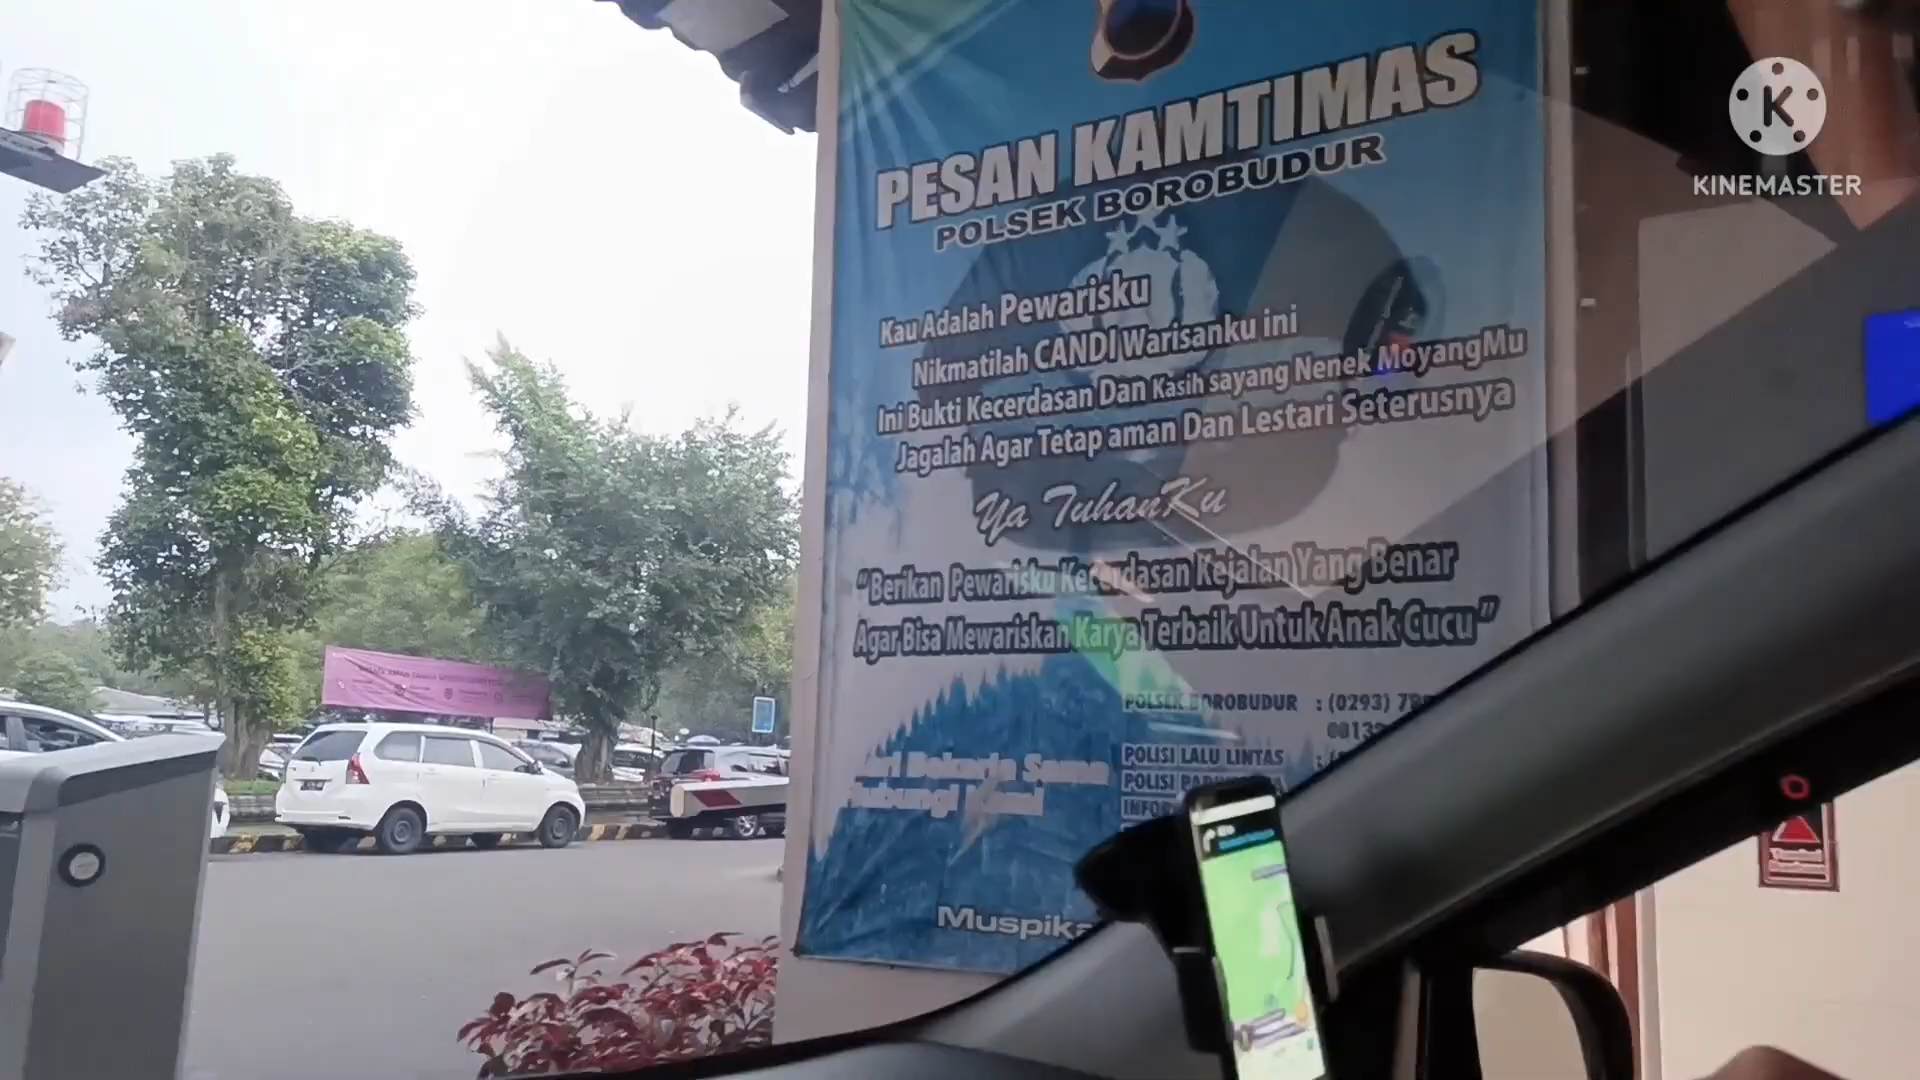 PESAN KAMTIMAS
POLSEK BOROBUDUR
Kau Adalah Pewarisku
Nikmatilah CANDI Warisanku ini
Ini Bukti Kecerdasan Dan Kasih sayang Nenek MoyangMu
Jagalah Agar Tetap aman Dan Lestari Seterusnya
Ya TuhanKu
“Berikan Pewarisku Kecerdasan Kejalan Yang Benar
Agar Bisa Mewariskan Karya Terbaik Untuk Anak Cucu”
POLSEK BOROBUDUR : (0293)
POLISI LALU LINTAS :
POLISI
Muspika
K
KINEMASTER